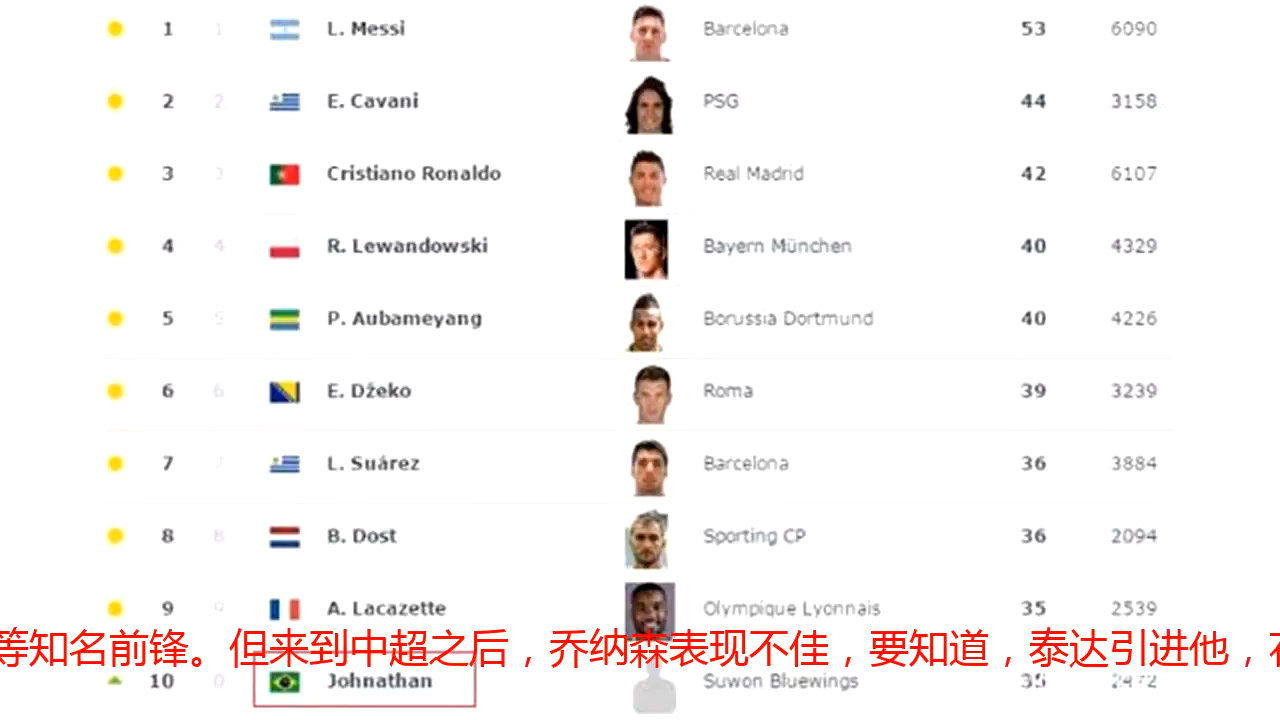 1 1 L. Messi Barcelona 53 6090
2 2 E. Cavani PSG 44 3158
3 3 Cristiano Ronaldo Real Madrid 42 6107
4 4 R. Lewandowski Bayern München 40 4329
5 5 P. Aubameyang Borussia Dortmund 40 4226
6 6 E. Džeko Roma 39 3239
7 7 L. Suárez Barcelona 36 3884
8 8 B. Dost Sporting CP 36 2094
9 9 A. Lacazette Olympique Lyonnais 35 2539
等知名前锋。但来到中超之后，乔纳森表现不佳，要知道，泰达引进他，
10 0 Johnathan Suwon Bluewings 35 2472